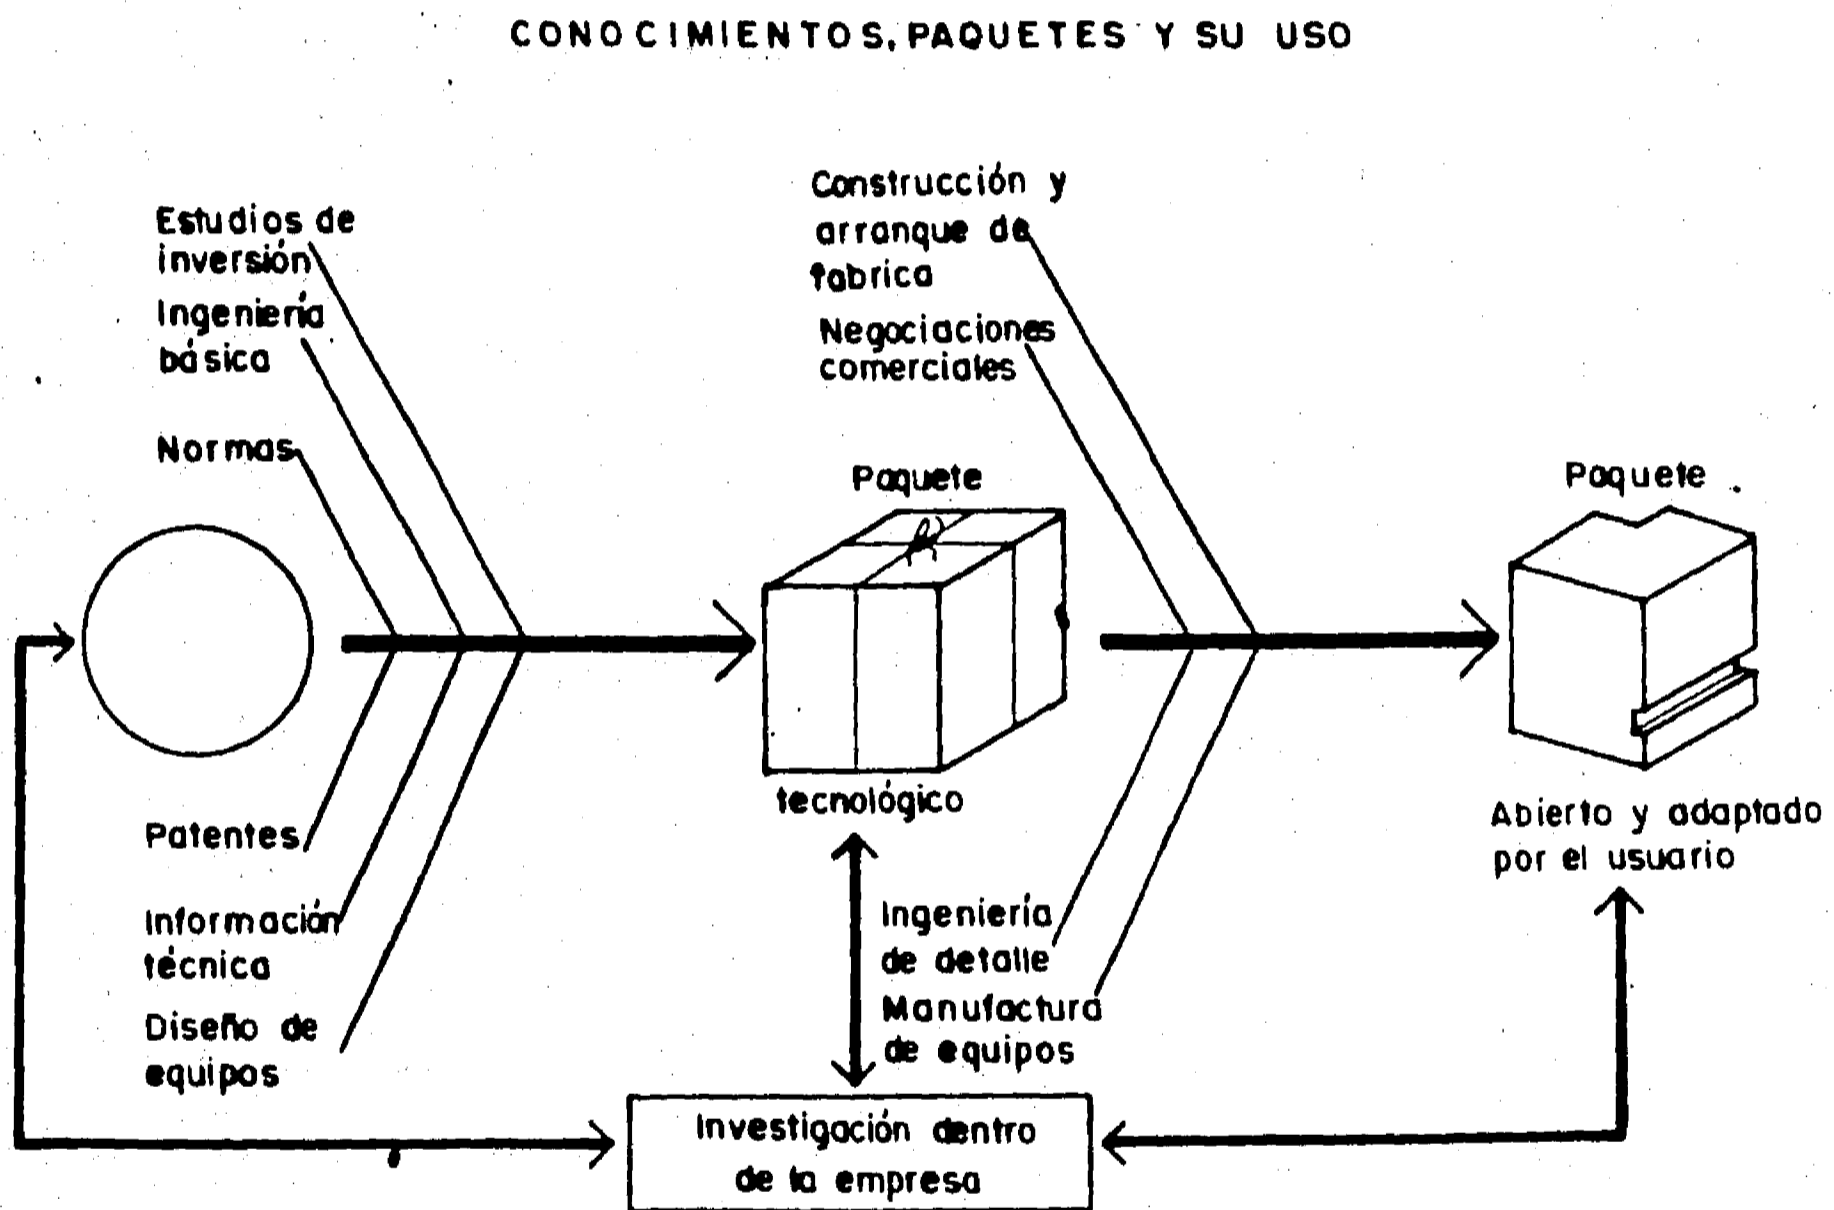 CONOCIMIENTOS, PAQUETES Y SU USO
Estudios de
inversión
Ingeniería
básica
Normas
Patentes
Información
técnica
Diseño de
equipos
Construcción y
arranque de
fabrica
Negociaciones
comerciales
Paquete
tecnológico
Ingeniería
de detalle
Manufactura
de equipos
Paquete
Abierto y adaptado
por el usuario
Investigación dentro
de la empresa